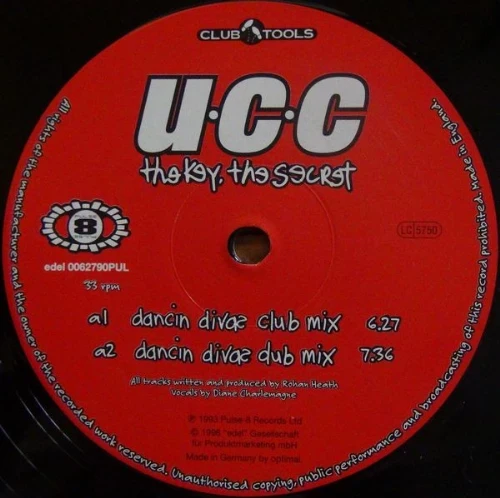 CLUB TOOLS
u·c·c
the key, the secret
8
LC 5750
edel 0062790PUL
33 rpm
a1 dancin divas club mix 6.27
a2 dancin divas dub mix 7.36
All tracks written and produced by Rohan Heath
Vocals by Diane Charlemagne
℗ 1993 Pulse-8 Records Ltd
© 1996 "edel" Gesellschaft
für Produktmarketing mbH
Made in Germany by optimal.
All rights of the manufacturer and the owner of the recorded work reserved. Unauthorised copying, public performance and broadcasting of this record prohibited. Made in England.